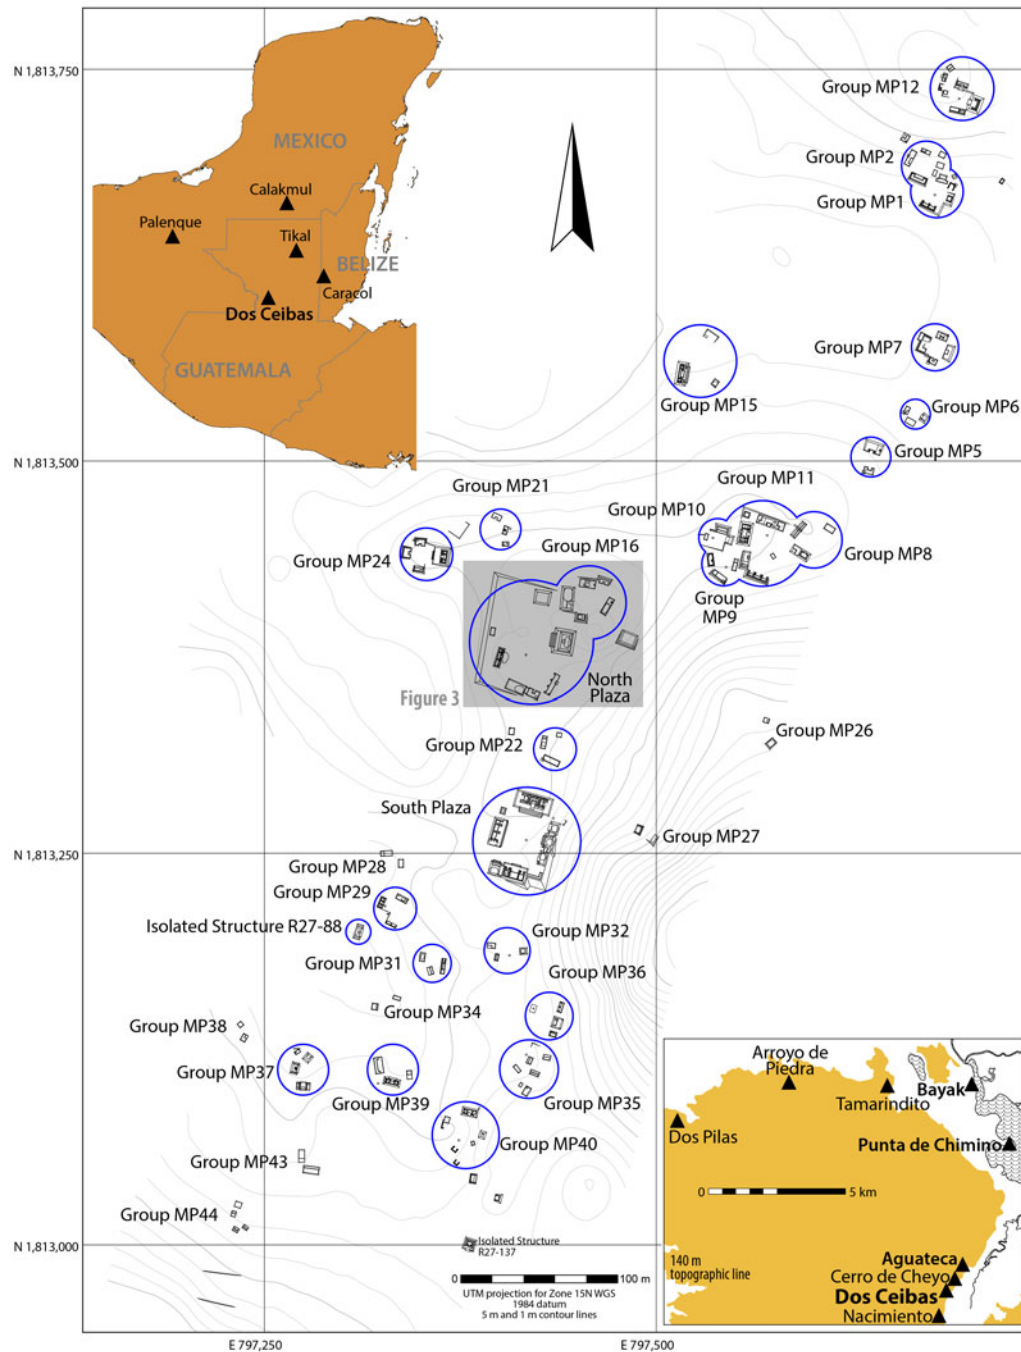 N 1,813,750
Group MP12
MEXICO
Group MP2
Calakmul
Group MP1
Palenque
Tikal
BELIZE
Caracol
Dos Ceibas
GUATEMALA
Group MP7
Group MP15
Group MP6
Group MP5
N 1,813,500
Group MP11
Group MP21
Group MP10
Group MP16
Group MP24
Group MP8
Group
MP9
North
Plaza
Figure 3
Group MP26
Group MP22
South Plaza
Group MP27
N 1,813,250
Group MP28
Group MP29
Isolated Structure R27-88
Group MP32
Group MP31
Group MP36
Group MP34
Group MP38
Group MP37
Group MP39
Group MP35
Group MP40
Group MP43
Group MP44
N 1,813,000
Isolated Structure
R27-137
0 100 m
UTM projection for Zone 15N WGS
1984 datum
5 m and 1 m contour lines
Arroyo de
Piedra
Bayak
Tamarindito
Dos Pilas
Punta de Chimino
0 5 km
140 m
topographic line
Aguateca
Cerro de Cheyo
Dos Ceibas
Nacimiento
E 797,250
E 797,500